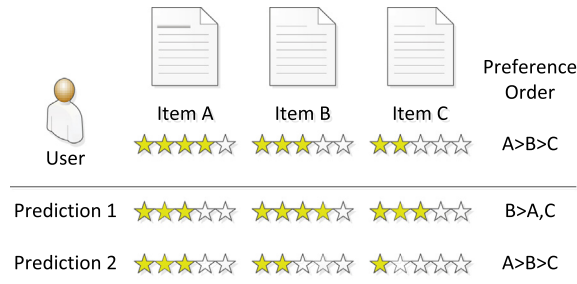 Preference
Order
Item A
Item B
Item C
User
A>B>C
Prediction 1
B>A,C
Prediction 2
A>B>C